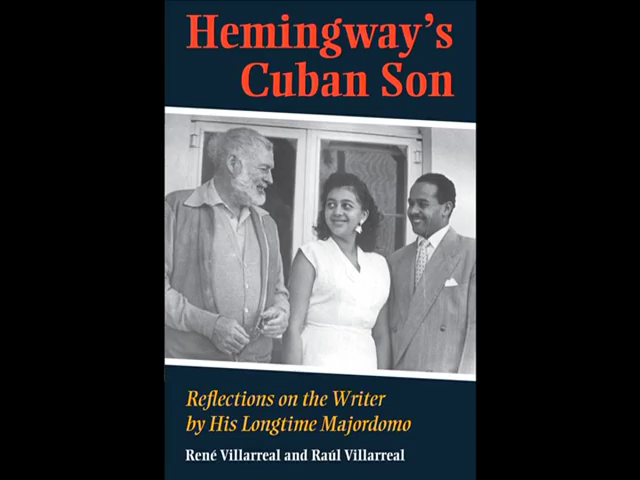 Hemingway's
Cuban Son
Reflections on the Writer
by His Longtime Majordomo
René Villarreal and Raúl Villarreal